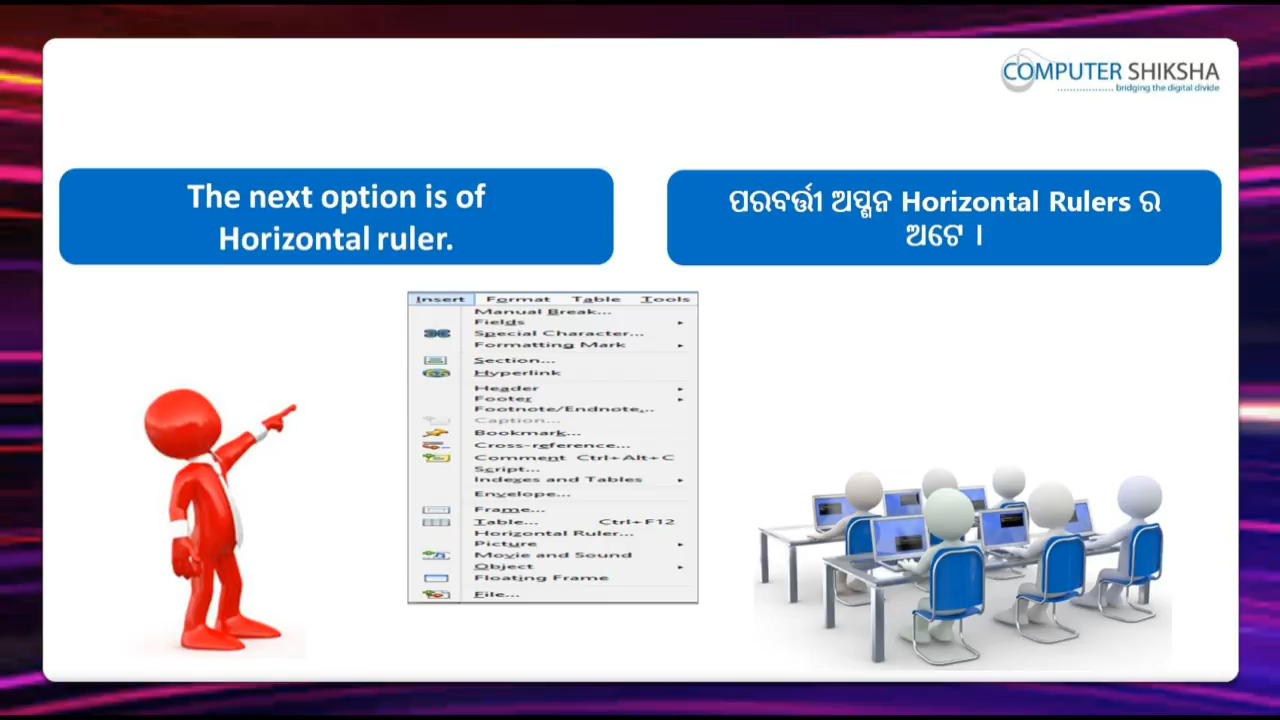 COMPUTER SHIKSHA
bridging the digital divide
The next option is of
Horizontal ruler.
ପରବର୍ତ୍ତୀ ଅପ୍ସନ Horizontal Rulers ର
ଅଟେ ।
Insert Format Table Tools
Manual Break...
Fields
Special Character...
Formatting Mark
Section...
Hyperlink
Header
Footer
Footnote/Endnote...
Caption...
Bookmark...
Cross-reference...
Comment Ctrl+Alt+C
Script...
Indexes and Tables
Envelope...
Frame...
Table... Ctrl+F12
Horizontal Ruler...
Picture
Movie and Sound
Object
Floating Frame
File...